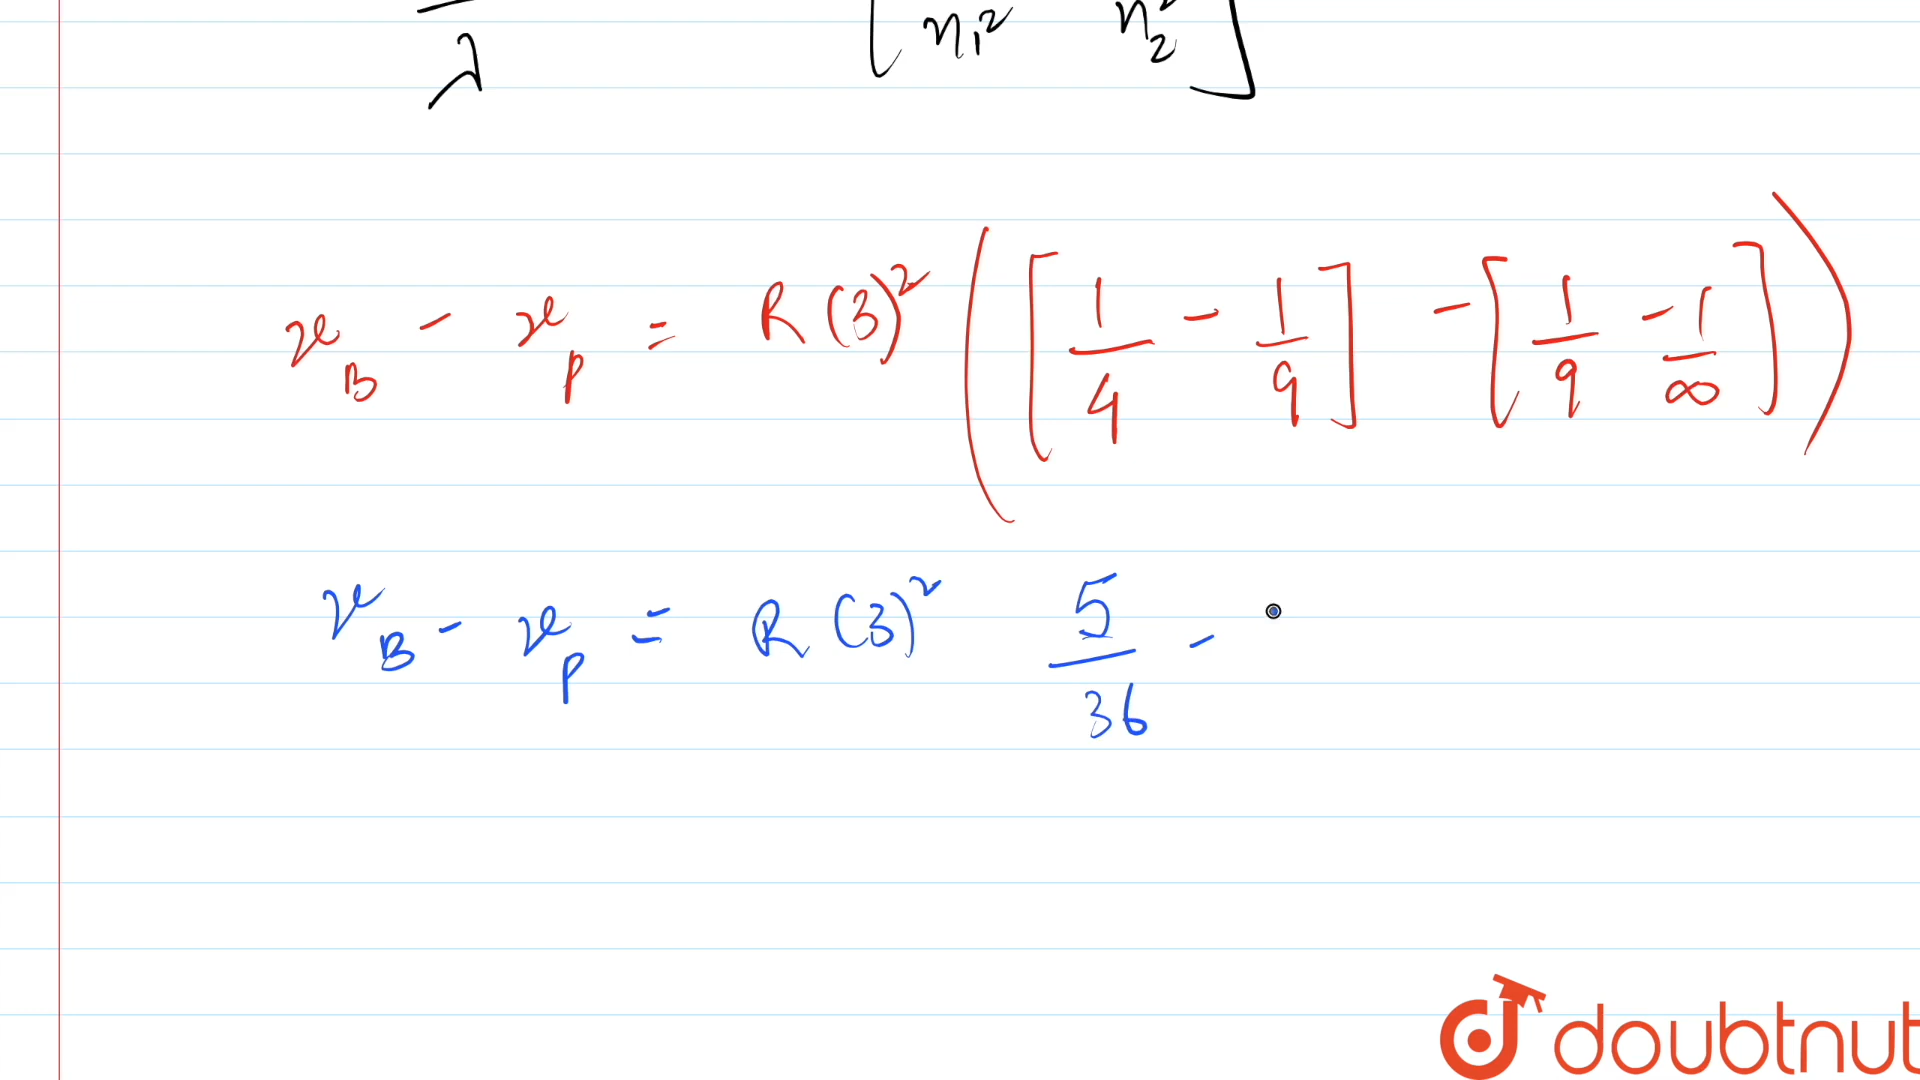 λ [n₁² n₂²]
ν_B - ν_P = R(3)² ([1/4 - 1/9] - [1/9 - 1/∞])
ν_B - ν_P = R(3)² 5/36 -
doubtnut